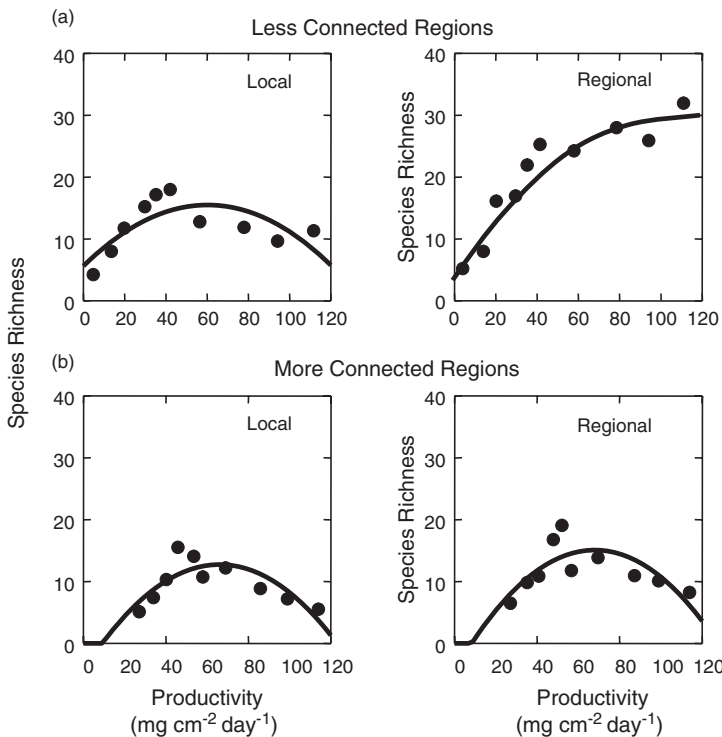 (a)
Less Connected Regions
Local
Regional
40
30
20
10
0
0 20 40 60 80 100 120
Species Richness
40
30
20
10
0
0 20 40 60 80 100 120
Species Richness
(b)
More Connected Regions
Local
Regional
40
30
20
10
0
0 20 40 60 80 100 120
Productivity
(mg cm⁻² day⁻¹)
Species Richness
40
30
20
10
0
0 20 40 60 80 100 120
Productivity
(mg cm⁻² day⁻¹)